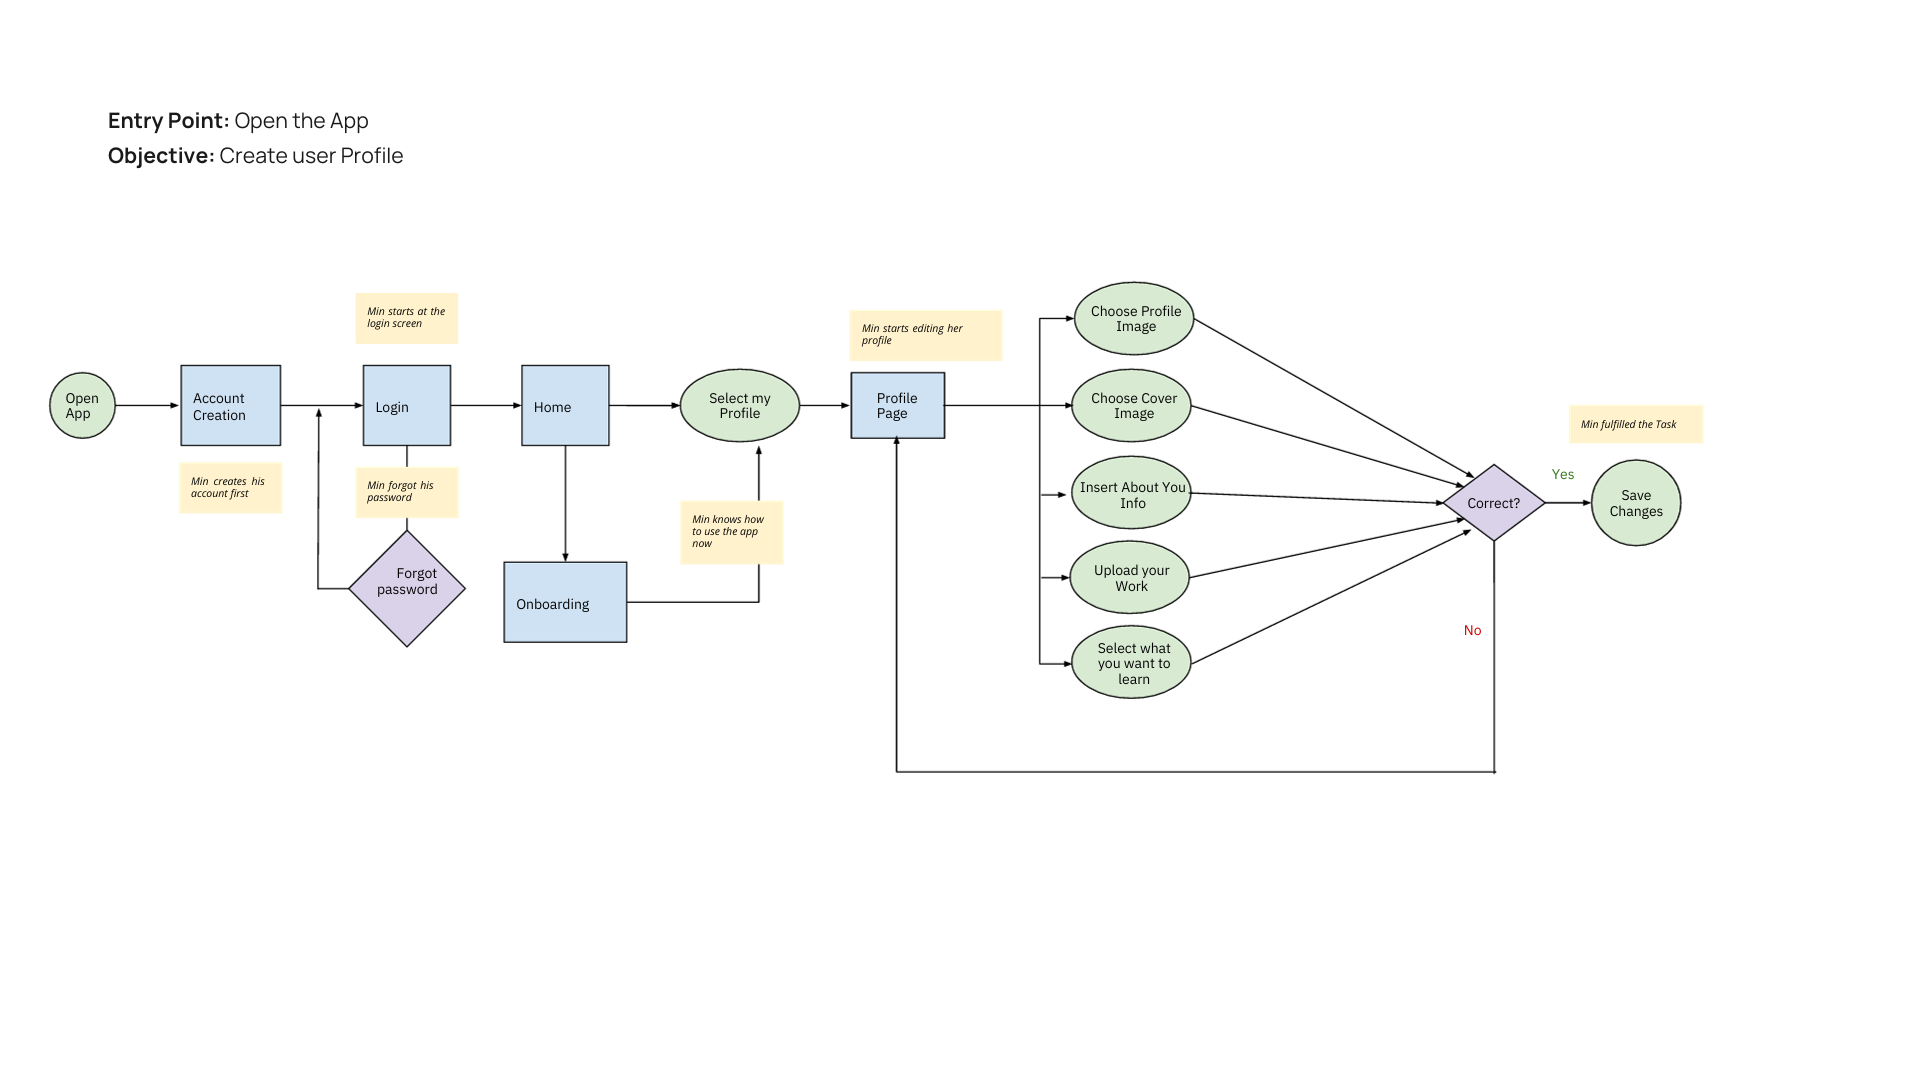 Entry Point: Open the App
Objective: Create user Profile
Min starts at the
login screen
Min starts editing her
profile
Open
App
Account
Creation
Login
Home
Select my
Profile
Profile
Page
Min creates his
account first
Min forgot his
password
Forgot
password
Onboarding
Min knows how
to use the app
now
Choose Profile
Image
Choose Cover
Image
Insert About You
Info
Upload your
Work
Select what
you want to
learn
Correct?
Yes
No
Min fulfilled the Task
Save
Changes